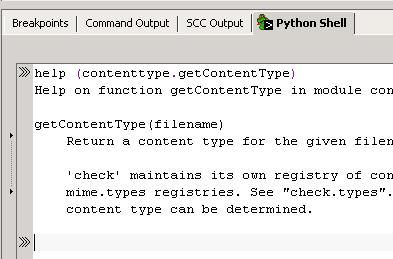 Breakpoints Command Output SCC Output Python Shell
help (contenttype.getContentType)
Help on function getContentType in module con
getContentType(filename)
Return a content type for the given filen
'check' maintains its own registry of con
mime.types registries. See "check.types".
content type can be determined.